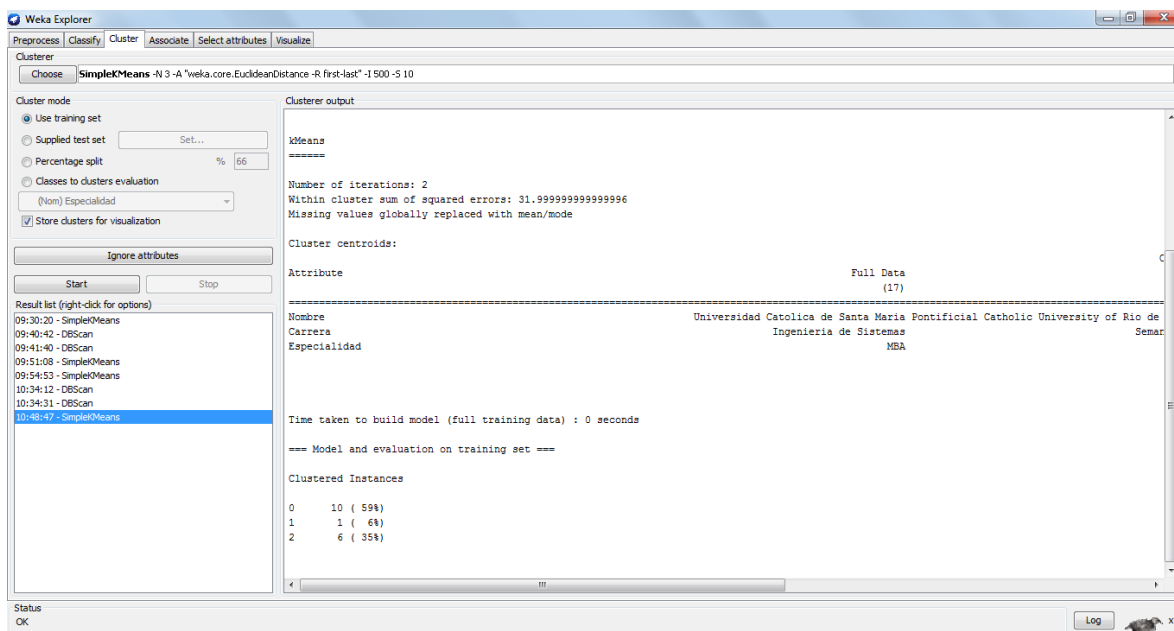 Weka Explorer
Preprocess Classify Cluster Associate Select attributes Visualize
Clusterer
Choose SimpleKMeans -N 3 -A "weka.core.EuclideanDistance -R first-last" -I 500 -S 10
Cluster mode
Use training set
Supplied test set Set...
Percentage split % 66
Classes to clusters evaluation
(Nom) Especialidad
Store clusters for visualization
Ignore attributes
Start Stop
Result list (right-click for options)
09:30:20 - SimpleKMeans
09:40:42 - DBScan
09:41:40 - DBScan
09:51:08 - SimpleKMeans
09:54:53 - SimpleKMeans
10:34:12 - DBScan
10:34:31 - DBScan
10:48:47 - SimpleKMeans
Clusterer output
kMeans
======
Number of iterations: 2
Within cluster sum of squared errors: 31.999999999999996
Missing values globally replaced with mean/mode
Cluster centroids:
Attribute Full Data
(17)
Nombre Universidad Catolica de Santa Maria Pontificial Catholic University of Rio de
Carrera Ingenieria de Sistemas Seman
Especialidad MBA
Time taken to build model (full training data) : 0 seconds
=== Model and evaluation on training set ===
Clustered Instances
0 10 ( 59%)
1 1 ( 6%)
2 6 ( 35%)
Status
OK
Log